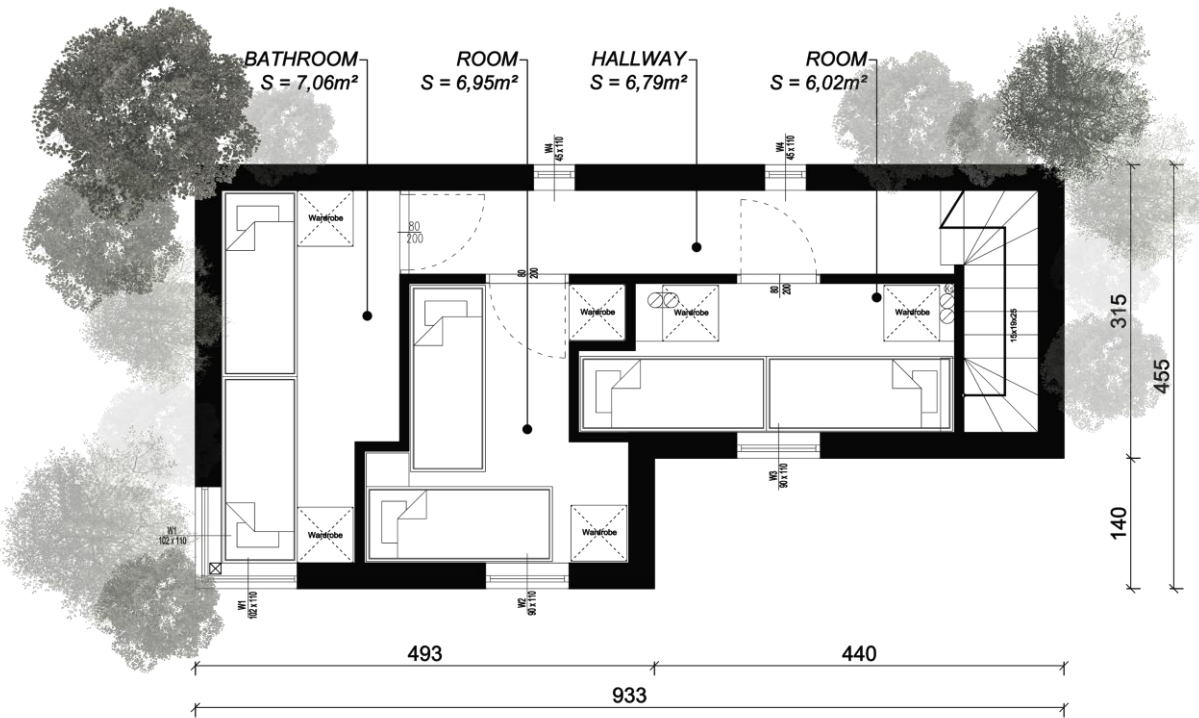 BATHROOM
S = 7,06m²
ROOM
S = 6,95m²
HALLWAY
S = 6,79m²
ROOM
S = 6,02m²
W4
45 x 110
W4
45 x 110
Wardrobe
80
200
80
200
80
200
Wardrobe
Wardrobe
Wardrobe
15x19x25
315
455
W3
90 x 110
W1
102 x 110
Wardrobe
Wardrobe
140
W1
102 x 110
W2
90 x 110
493
440
933